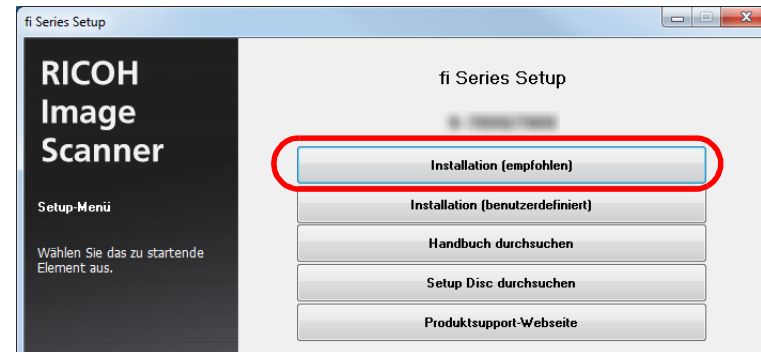 fi Series Setup
RICOH
Image
Scanner
Setup-Menü
Wählen Sie das zu startende
Element aus.
fi Series Setup
Installation (empfohlen)
Installation (benutzerdefiniert)
Handbuch durchsuchen
Setup Disc durchsuchen
Produktsupport-Webseite